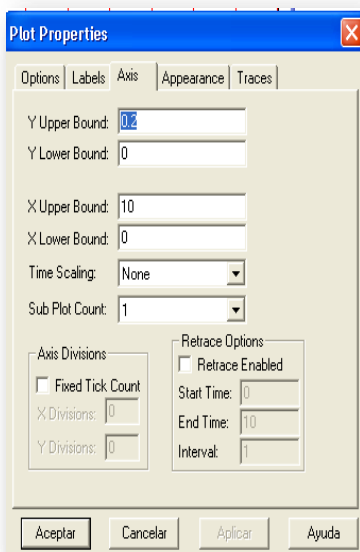 Plot Properties
Options Labels Axis Appearance Traces
Y Upper Bound: 0.2
Y Lower Bound: 0
X Upper Bound: 10
X Lower Bound: 0
Time Scaling: None
Sub Plot Count: 1
Axis Divisions
Fixed Tick Count
X Divisions: 0
Y Divisions: 0
Retrace Options
Retrace Enabled
Start Time: 0
End Time: 10
Interval: 1
Aceptar Cancelar Aplicar Ayuda